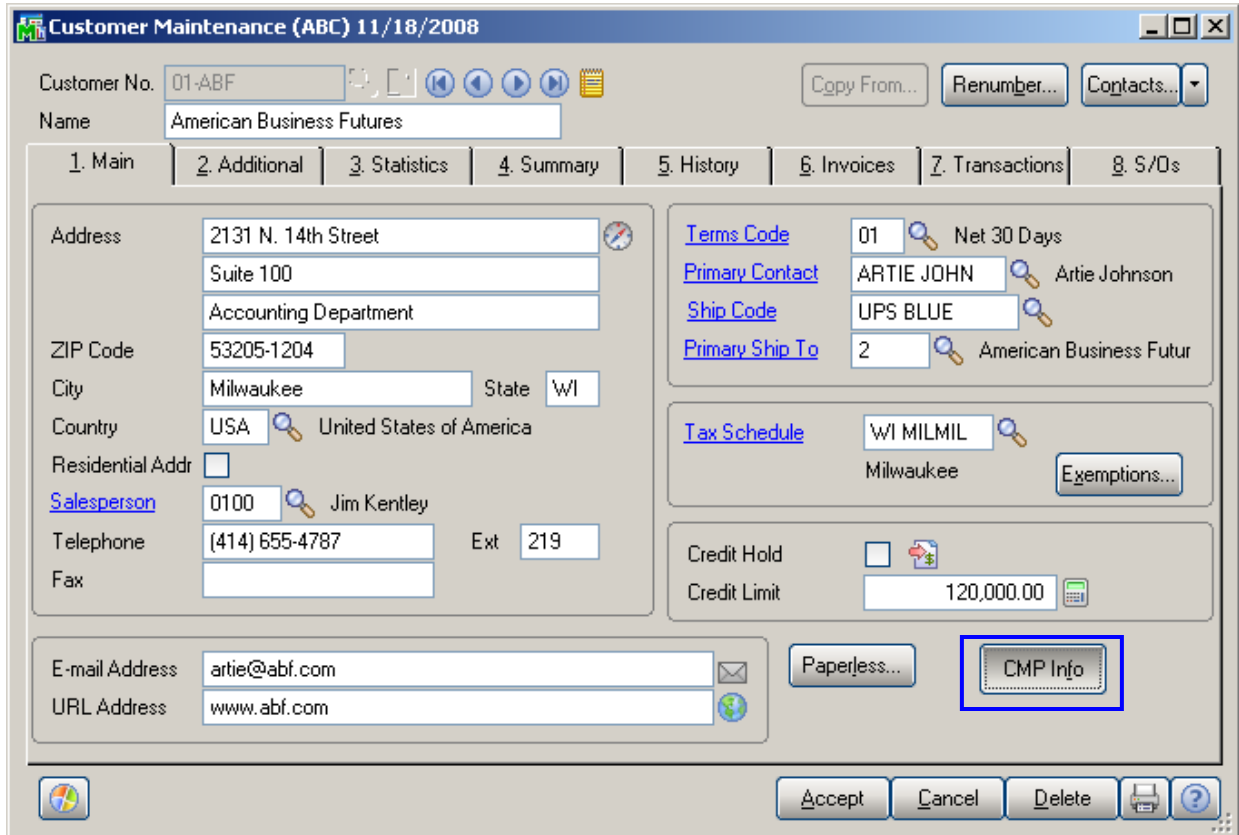 Customer Maintenance (ABC) 11/18/2008
Customer No. 01-ABF Copy From... Renumber... Contacts...
Name American Business Futures
1. Main 2. Additional 3. Statistics 4. Summary 5. History 6. Invoices 7. Transactions 8. S/Os
Address 2131 N. 14th Street
Suite 100
Accounting Department
ZIP Code 53205-1204
City Milwaukee State WI
Country USA United States of America
Residential Addr
Salesperson 0100 Jim Kentley
Telephone (414) 655-4787 Ext 219
Fax
Terms Code 01 Net 30 Days
Primary Contact ARTIE JOHN Artie Johnson
Ship Code UPS BLUE
Primary Ship To 2 American Business Futur
Tax Schedule WI MILMIL
Milwaukee Exemptions...
Credit Hold
Credit Limit 120,000.00
E-mail Address artie@abf.com
URL Address www.abf.com
Paperless... CMP Info
Accept Cancel Delete